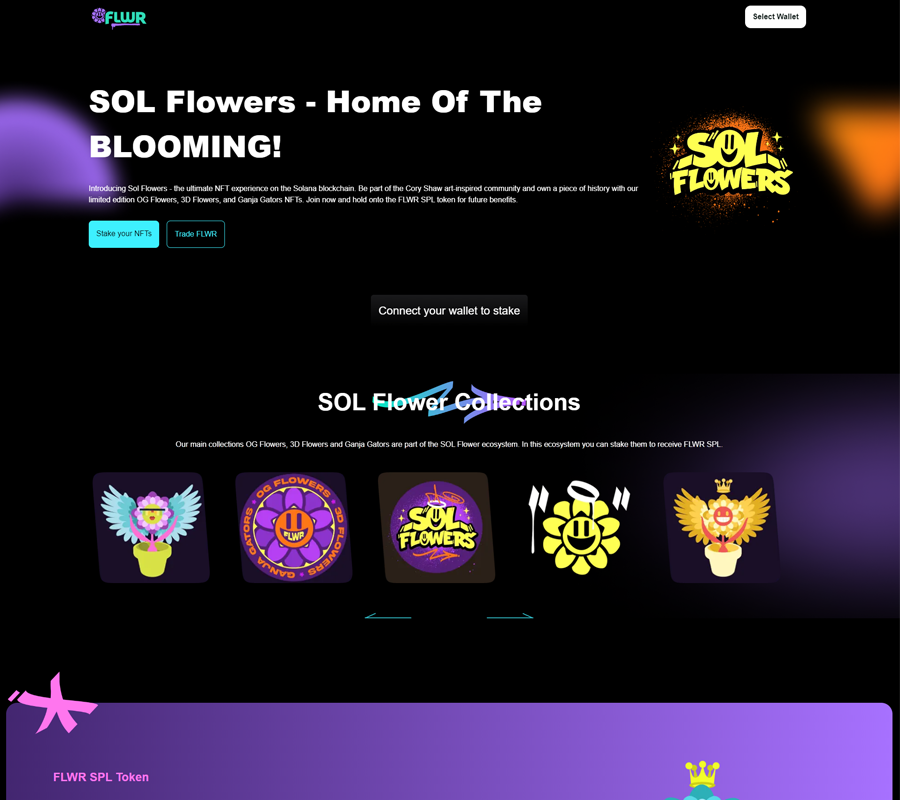 FLWR
Select Wallet
SOL Flowers - Home Of The
BLOOMING!
Introducing Sol Flowers - the ultimate NFT experience on the Solana blockchain. Be part of the Cory Shaw art-inspired community and own a piece of history with our
limited edition OG Flowers, 3D Flowers, and Ganja Gators NFTs. Join now and hold onto the FLWR SPL token for future benefits.
SOL
FLOWERS
Stake your NFTs
Trade FLWR
Connect your wallet to stake
SOL Flower Collections
Our main collections OG Flowers, 3D Flowers and Ganja Gators are part of the SOL Flower ecosystem. In this ecosystem you can stake them to receive FLWR SPL.
OG FLOWERS
3D FLOWERS
GANJA GATORS
FLWR
SOL
FLOWERS
FLWR SPL Token